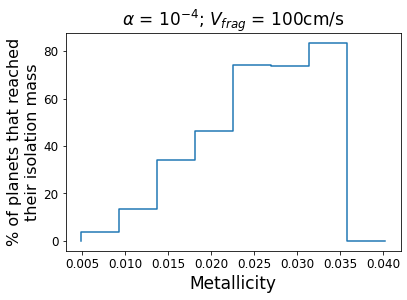 α = 10⁻⁴; V_frag = 100cm/s
% of planets that reached
their isolation mass
80
60
40
20
0
0.005 0.010 0.015 0.020 0.025 0.030 0.035 0.040
Metallicity